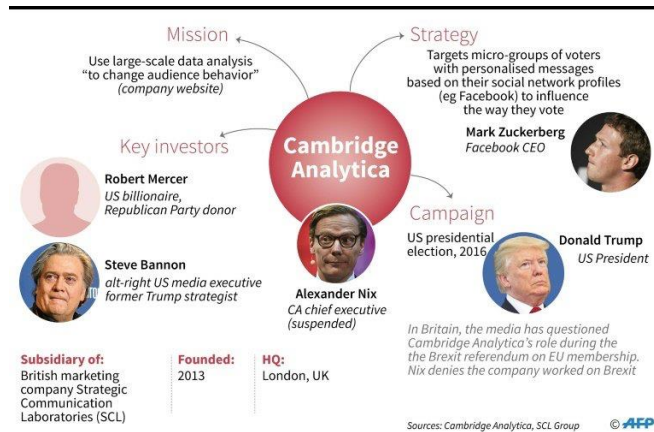 Mission
Use large-scale data analysis
“to change audience behavior”
(company website)
Strategy
Targets micro-groups of voters
with personalised messages
based on their social network profiles
(eg Facebook) to influence
the way they vote
Mark Zuckerberg
Facebook CEO
Key investors
Robert Mercer
US billionaire,
Republican Party donor
Steve Bannon
alt-right US media executive
former Trump strategist
Cambridge
Analytica
Alexander Nix
CA chief executive
(suspended)
Campaign
US presidential
election, 2016
Donald Trump
US President
In Britain, the media has questioned
Cambridge Analytica's role during the
the Brexit referendum on EU membership.
Nix denies the company worked on Brexit
Subsidiary of:
British marketing
company Strategic
Communication
Laboratories (SCL)
Founded:
2013
HQ:
London, UK
Sources: Cambridge Analytica, SCL Group
© AFP